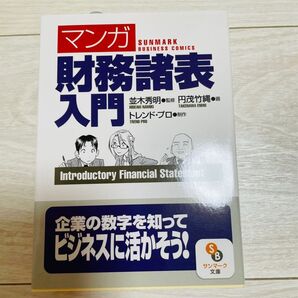 マンガ
SUNMARK
BUSINESS COMICS
財務諸表
入門
並木秀明●監修
円茂竹縄●画
トレンド・プロ●制作
TREND PRO
Introductory Financial Statement
企業の数字を知って
ビジネスに活かそう!
S
B
サンマーク
文庫